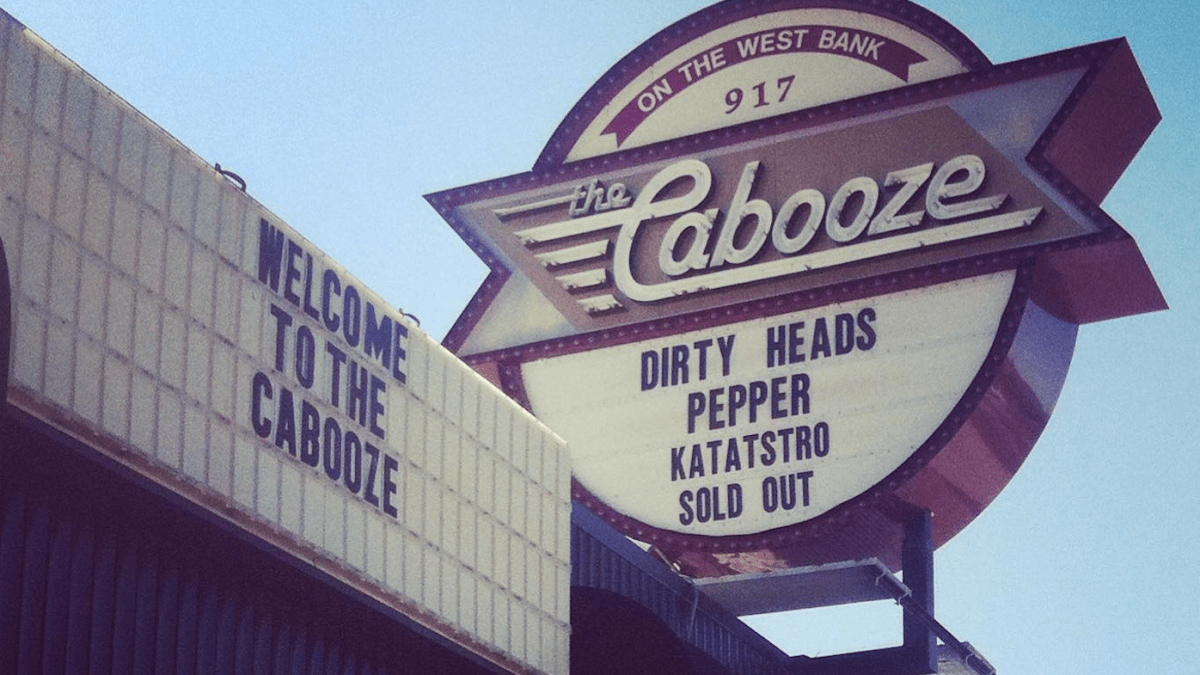 WELCOME
TO THE
CABOOZE
ON THE WEST BANK
917
the Cabooze
DIRTY HEADS
PEPPER
KATATSTRO
SOLD OUT